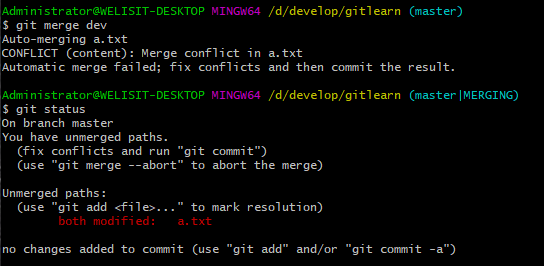 Administrator@WELISIT-DESKTOP MINGW64 /d/develop/gitlearn (master)
$ git merge dev
Auto-merging a.txt
CONFLICT (content): Merge conflict in a.txt
Automatic merge failed; fix conflicts and then commit the result.

Administrator@WELISIT-DESKTOP MINGW64 /d/develop/gitlearn (master|MERGING)
$ git status
On branch master
You have unmerged paths.
  (fix conflicts and run "git commit")
  (use "git merge --abort" to abort the merge)

Unmerged paths:
  (use "git add <file>..." to mark resolution)
        both modified:   a.txt

no changes added to commit (use "git add" and/or "git commit -a")